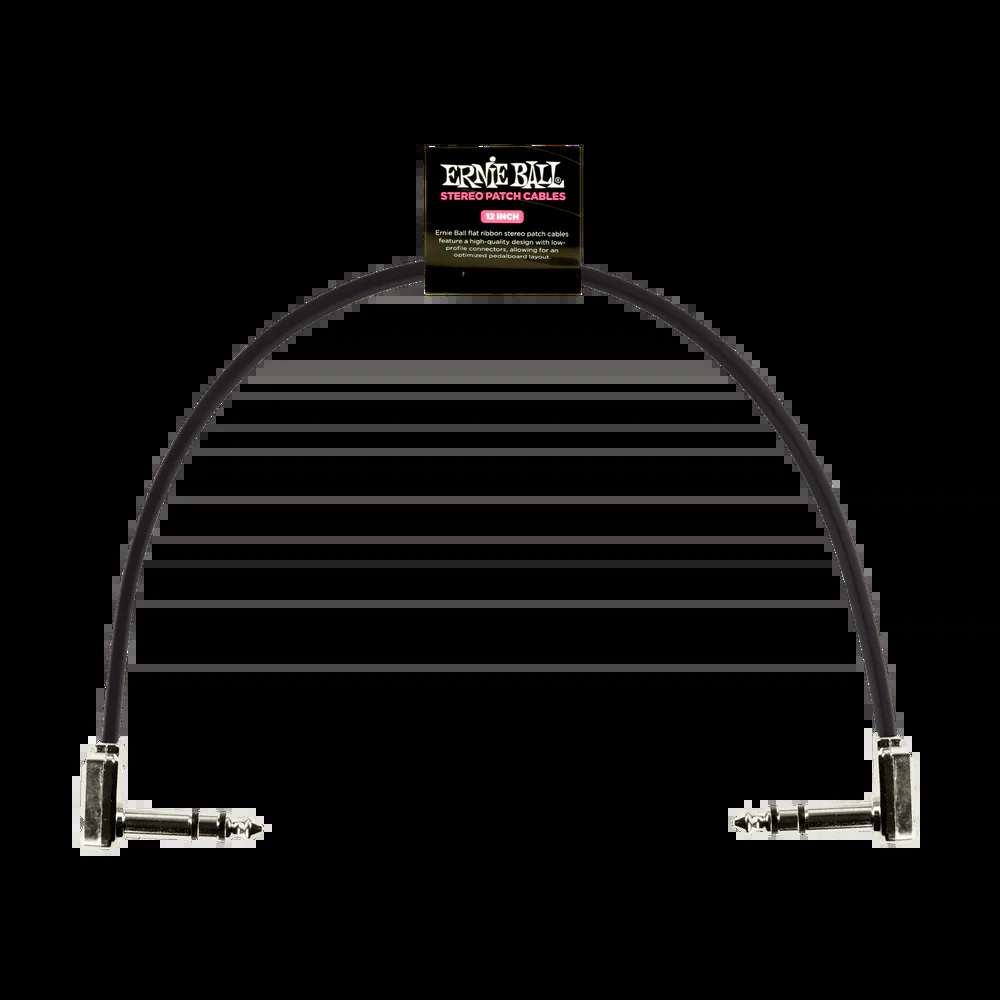 ERNIE BALL®
STEREO PATCH CABLES
12 INCH
Ernie Ball flat ribbon stereo patch cables
feature a high-quality design with low-
profile connectors, allowing for an
optimized pedalboard layout.